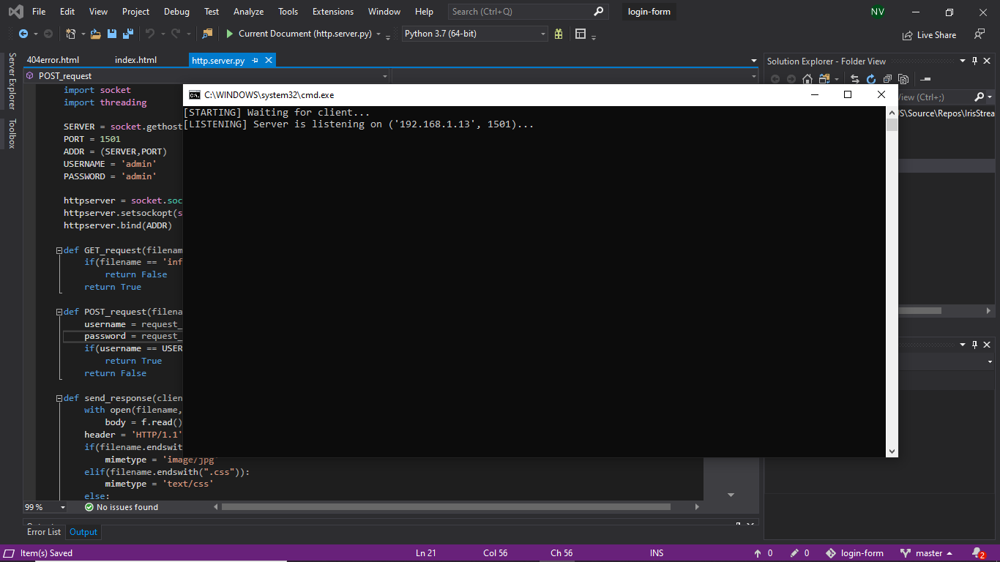 File Edit View Project Debug Test Analyze Tools Extensions Window Help Search (Ctrl+Q) login-form NV
Current Document (http.server.py) Python 3.7 (64-bit) Live Share
404error.html index.html http.server.py
Solution Explorer - Folder View
Server Explorer
Toolbox
POST_request
View (Ctrl+;)
S\Source\Repos\IrisStrea
C:\WINDOWS\system32\cmd.exe
[STARTING] Waiting for client...
[LISTENING] Server is listening on ('192.168.1.13', 1501)...
import socket
import threading
SERVER = socket.gethost
PORT = 1501
ADDR = (SERVER,PORT)
USERNAME = 'admin'
PASSWORD = 'admin'
httpserver = socket.soc
httpserver.setsockopt(s
httpserver.bind(ADDR)
def GET_request(filenam
if(filename == 'inf
return False
return True
def POST_request(filena
username = request_
password = request_
if(username == USER
return True
return False
def send_response(clien
with open(filename,
body = f.read()
header = 'HTTP/1.1'
if(filename.endswit
mimetype = 'image/jpg'
elif(filename.endswith(".css")):
mimetype = 'text/css'
else:
99 % No issues found
Error List Output
Item(s) Saved Ln 21 Col 56 Ch 56 INS 0 0 login-form master 2